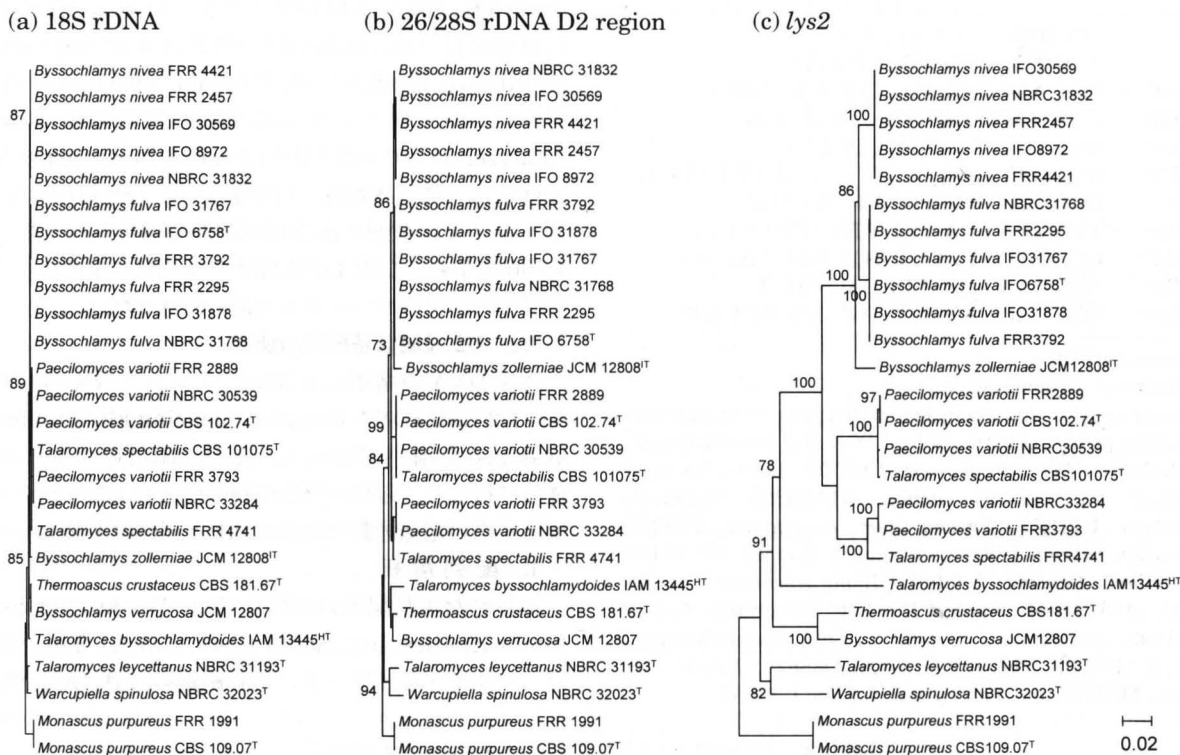 (a) 18S rDNA
87
89
85
Byssochlamys nivea FRR 4421
Byssochlamys nivea FRR 2457
Byssochlamys nivea IFO 30569
Byssochlamys nivea IFO 8972
Byssochlamys nivea NBRC 31832
Byssochlamys fulva IFO 31767
Byssochlamys fulva IFO 6758ᵀ
Byssochlamys fulva FRR 3792
Byssochlamys fulva FRR 2295
Byssochlamys fulva IFO 31878
Byssochlamys fulva NBRC 31768
Paecilomyces variotii FRR 2889
Paecilomyces variotii NBRC 30539
Paecilomyces variotii CBS 102.74ᵀ
Talaromyces spectabilis CBS 101075ᵀ
Paecilomyces variotii FRR 3793
Paecilomyces variotii NBRC 33284
Talaromyces spectabilis FRR 4741
Byssochlamys zollerniae JCM 12808ᴵᵀ
Thermoascus crustaceus CBS 181.67ᵀ
Byssochlamys verrucosa JCM 12807
Talaromyces byssochlamydoides IAM 13445ᴴᵀ
Talaromyces leycettanus NBRC 31193ᵀ
Warcupiella spinulosa NBRC 32023ᵀ
Monascus purpureus FRR 1991
Monascus purpureus CBS 109.07ᵀ
(b) 26/28S rDNA D2 region
86
73
99
84
94
Byssochlamys nivea NBRC 31832
Byssochlamys nivea IFO 30569
Byssochlamys nivea FRR 4421
Byssochlamys nivea FRR 2457
Byssochlamys nivea IFO 8972
Byssochlamys fulva FRR 3792
Byssochlamys fulva IFO 31878
Byssochlamys fulva IFO 31767
Byssochlamys fulva NBRC 31768
Byssochlamys fulva FRR 2295
Byssochlamys fulva IFO 6758ᵀ
Byssochlamys zollerniae JCM 12808ᴵᵀ
Paecilomyces variotii FRR 2889
Paecilomyces variotii CBS 102.74ᵀ
Paecilomyces variotii NBRC 30539
Talaromyces spectabilis CBS 101075ᵀ
Paecilomyces variotii FRR 3793
Paecilomyces variotii NBRC 33284
Talaromyces spectabilis FRR 4741
Talaromyces byssochlamydoides IAM 13445ᴴᵀ
Thermoascus crustaceus CBS 181.67ᵀ
Byssochlamys verrucosa JCM 12807
Talaromyces leycettanus NBRC 31193ᵀ
Warcupiella spinulosa NBRC 32023ᵀ
Monascus purpureus FRR 1991
Monascus purpureus CBS 109.07ᵀ
(c) lys2
100
86
100
100
100
97
100
78
100
91
100
100
82
Byssochlamys nivea IFO30569
Byssochlamys nivea NBRC31832
Byssochlamys nivea FRR2457
Byssochlamys nivea IFO8972
Byssochlamys nivea FRR4421
Byssochlamys fulva NBRC31768
Byssochlamys fulva FRR2295
Byssochlamys fulva IFO31767
Byssochlamys fulva IFO6758ᵀ
Byssochlamys fulva IFO31878
Byssochlamys fulva FRR3792
Byssochlamys zollerniae JCM12808ᴵᵀ
Paecilomyces variotii FRR2889
Paecilomyces variotii CBS102.74ᵀ
Paecilomyces variotii NBRC30539
Talaromyces spectabilis CBS101075ᵀ
Paecilomyces variotii NBRC33284
Paecilomyces variotii FRR3793
Talaromyces spectabilis FRR4741
Talaromyces byssochlamydoides IAM13445ᴴᵀ
Thermoascus crustaceus CBS181.67ᵀ
Byssochlamys verrucosa JCM12807
Talaromyces leycettanus NBRC31193ᵀ
Warcupiella spinulosa NBRC32023ᵀ
Monascus purpureus FRR1991
Monascus purpureus CBS109.07ᵀ
0.02